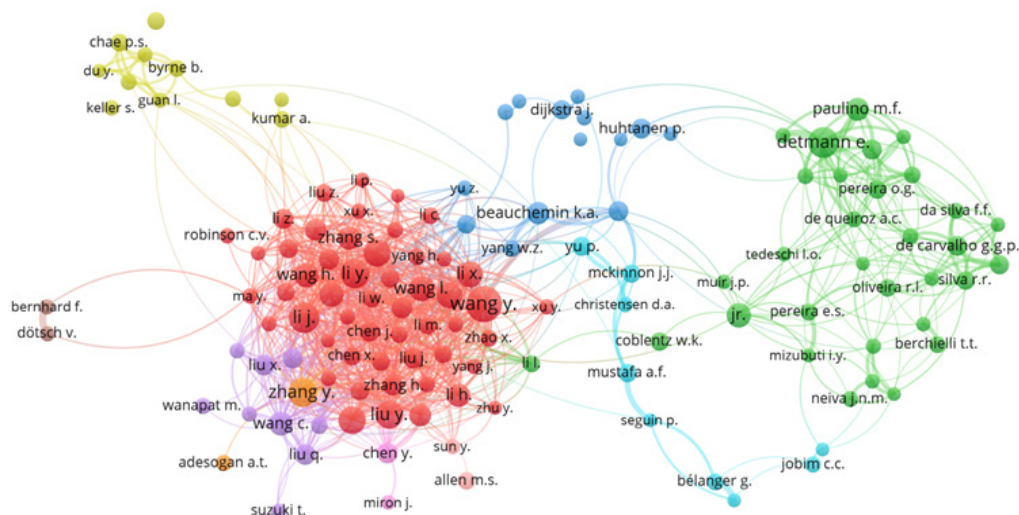 chae p.s.
du y.
byrne b.
keller s.
guan l.
kumar a.
dijkstra j.
huhtanen p.
paulino m.f.
detmann e.
pereira o.g.
de queiroz a.c.
da silva f.f.
de carvalho g.g.p.
tedeschi l.o.
oliveira r.l.
silva r.r.
muir j.p.
jr.
pereira e.s.
mizubuti i.y.
berchielli t.t.
neiva j.n.m.
jobim c.c.
li p.
liu z.
yu z.
li z.
xu x.
li c.
beauchemin k.a.
robinson c.v.
zhang s.
yang h.
yang w.z.
yu p.
wang h.
li y.
li x.
mckinnon j.j.
ma y.
li w.
wang l.
wang y.
xu y.
christensen d.a.
bernhard f.
dötsch v.
li j.
chen j.
li m.
zhao x.
coblentz w.k.
liu x.
chen x.
liu j.
yang j.
li l.
mustafa a.f.
zhang y.
zhang h.
li h.
zhu y.
wanapat m.
wang c.
liu y.
seguin p.
adesogan a.t.
liu q.
chen y.
sun y.
allen m.s.
bélanger g.
suzuki t.
miron j.